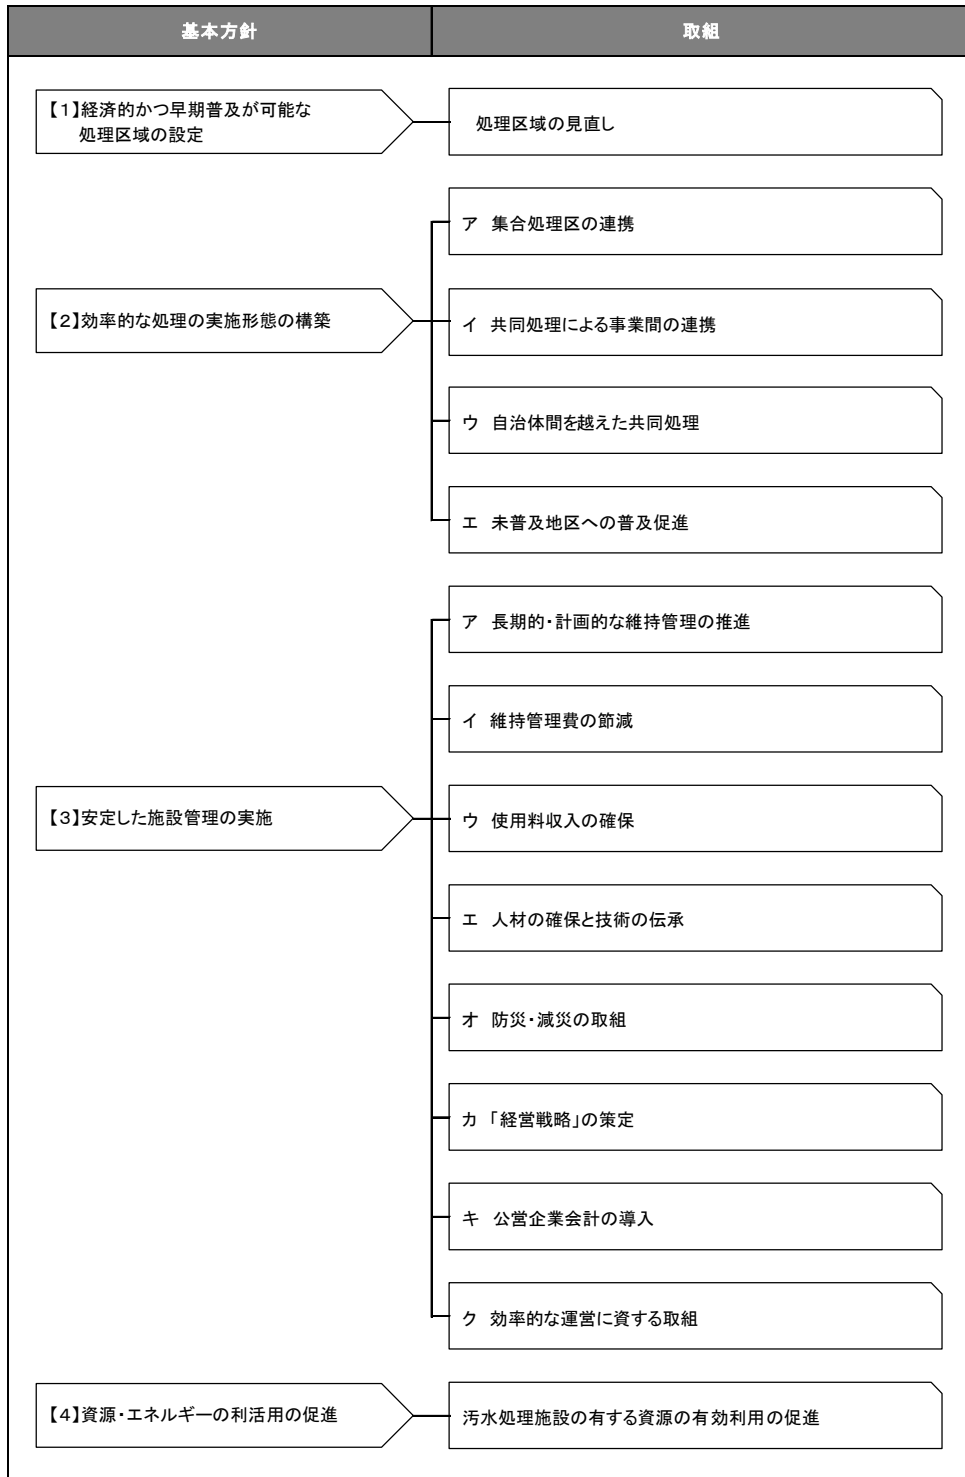 基本方針
取組
【1】経済的かつ早期普及が可能な
処理区域の設定
処理区域の見直し
ア 集合処理区の連携
【2】効率的な処理の実施形態の構築
イ 共同処理による事業間の連携
ウ 自治体間を越えた共同処理
エ 未普及地区への普及促進
ア 長期的・計画的な維持管理の推進
イ 維持管理費の節減
【3】安定した施設管理の実施
ウ 使用料収入の確保
エ 人材の確保と技術の伝承
オ 防災・減災の取組
カ 「経営戦略」の策定
キ 公営企業会計の導入
ク 効率的な運営に資する取組
【4】資源・エネルギーの利活用の促進
汚水処理施設の有する資源の有効利用の促進